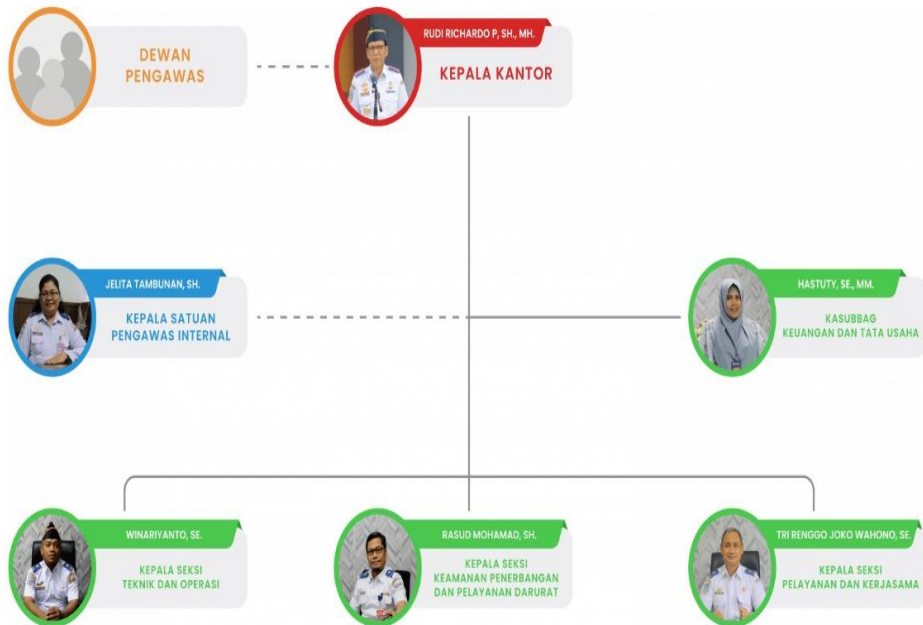 DEWAN
PENGAWAS
RUDI RICHARDO P, SH., MH.
KEPALA KANTOR
JELITA TAMBUNAN, SH.
KEPALA SATUAN
PENGAWAS INTERNAL
HASTUTY, SE., MM.
KASUBBAG
KEUANGAN DAN TATA USAHA
WINARIYANTO, SE.
KEPALA SEKSI
TEKNIK DAN OPERASI
RASUD MOHAMAD, SH.
KEPALA SEKSI
KEAMANAN PENERBANGAN
DAN PELAYANAN DARURAT
TRI RENGGO JOKO WAHONO, SE.
KEPALA SEKSI
PELAYANAN DAN KERJASAMA